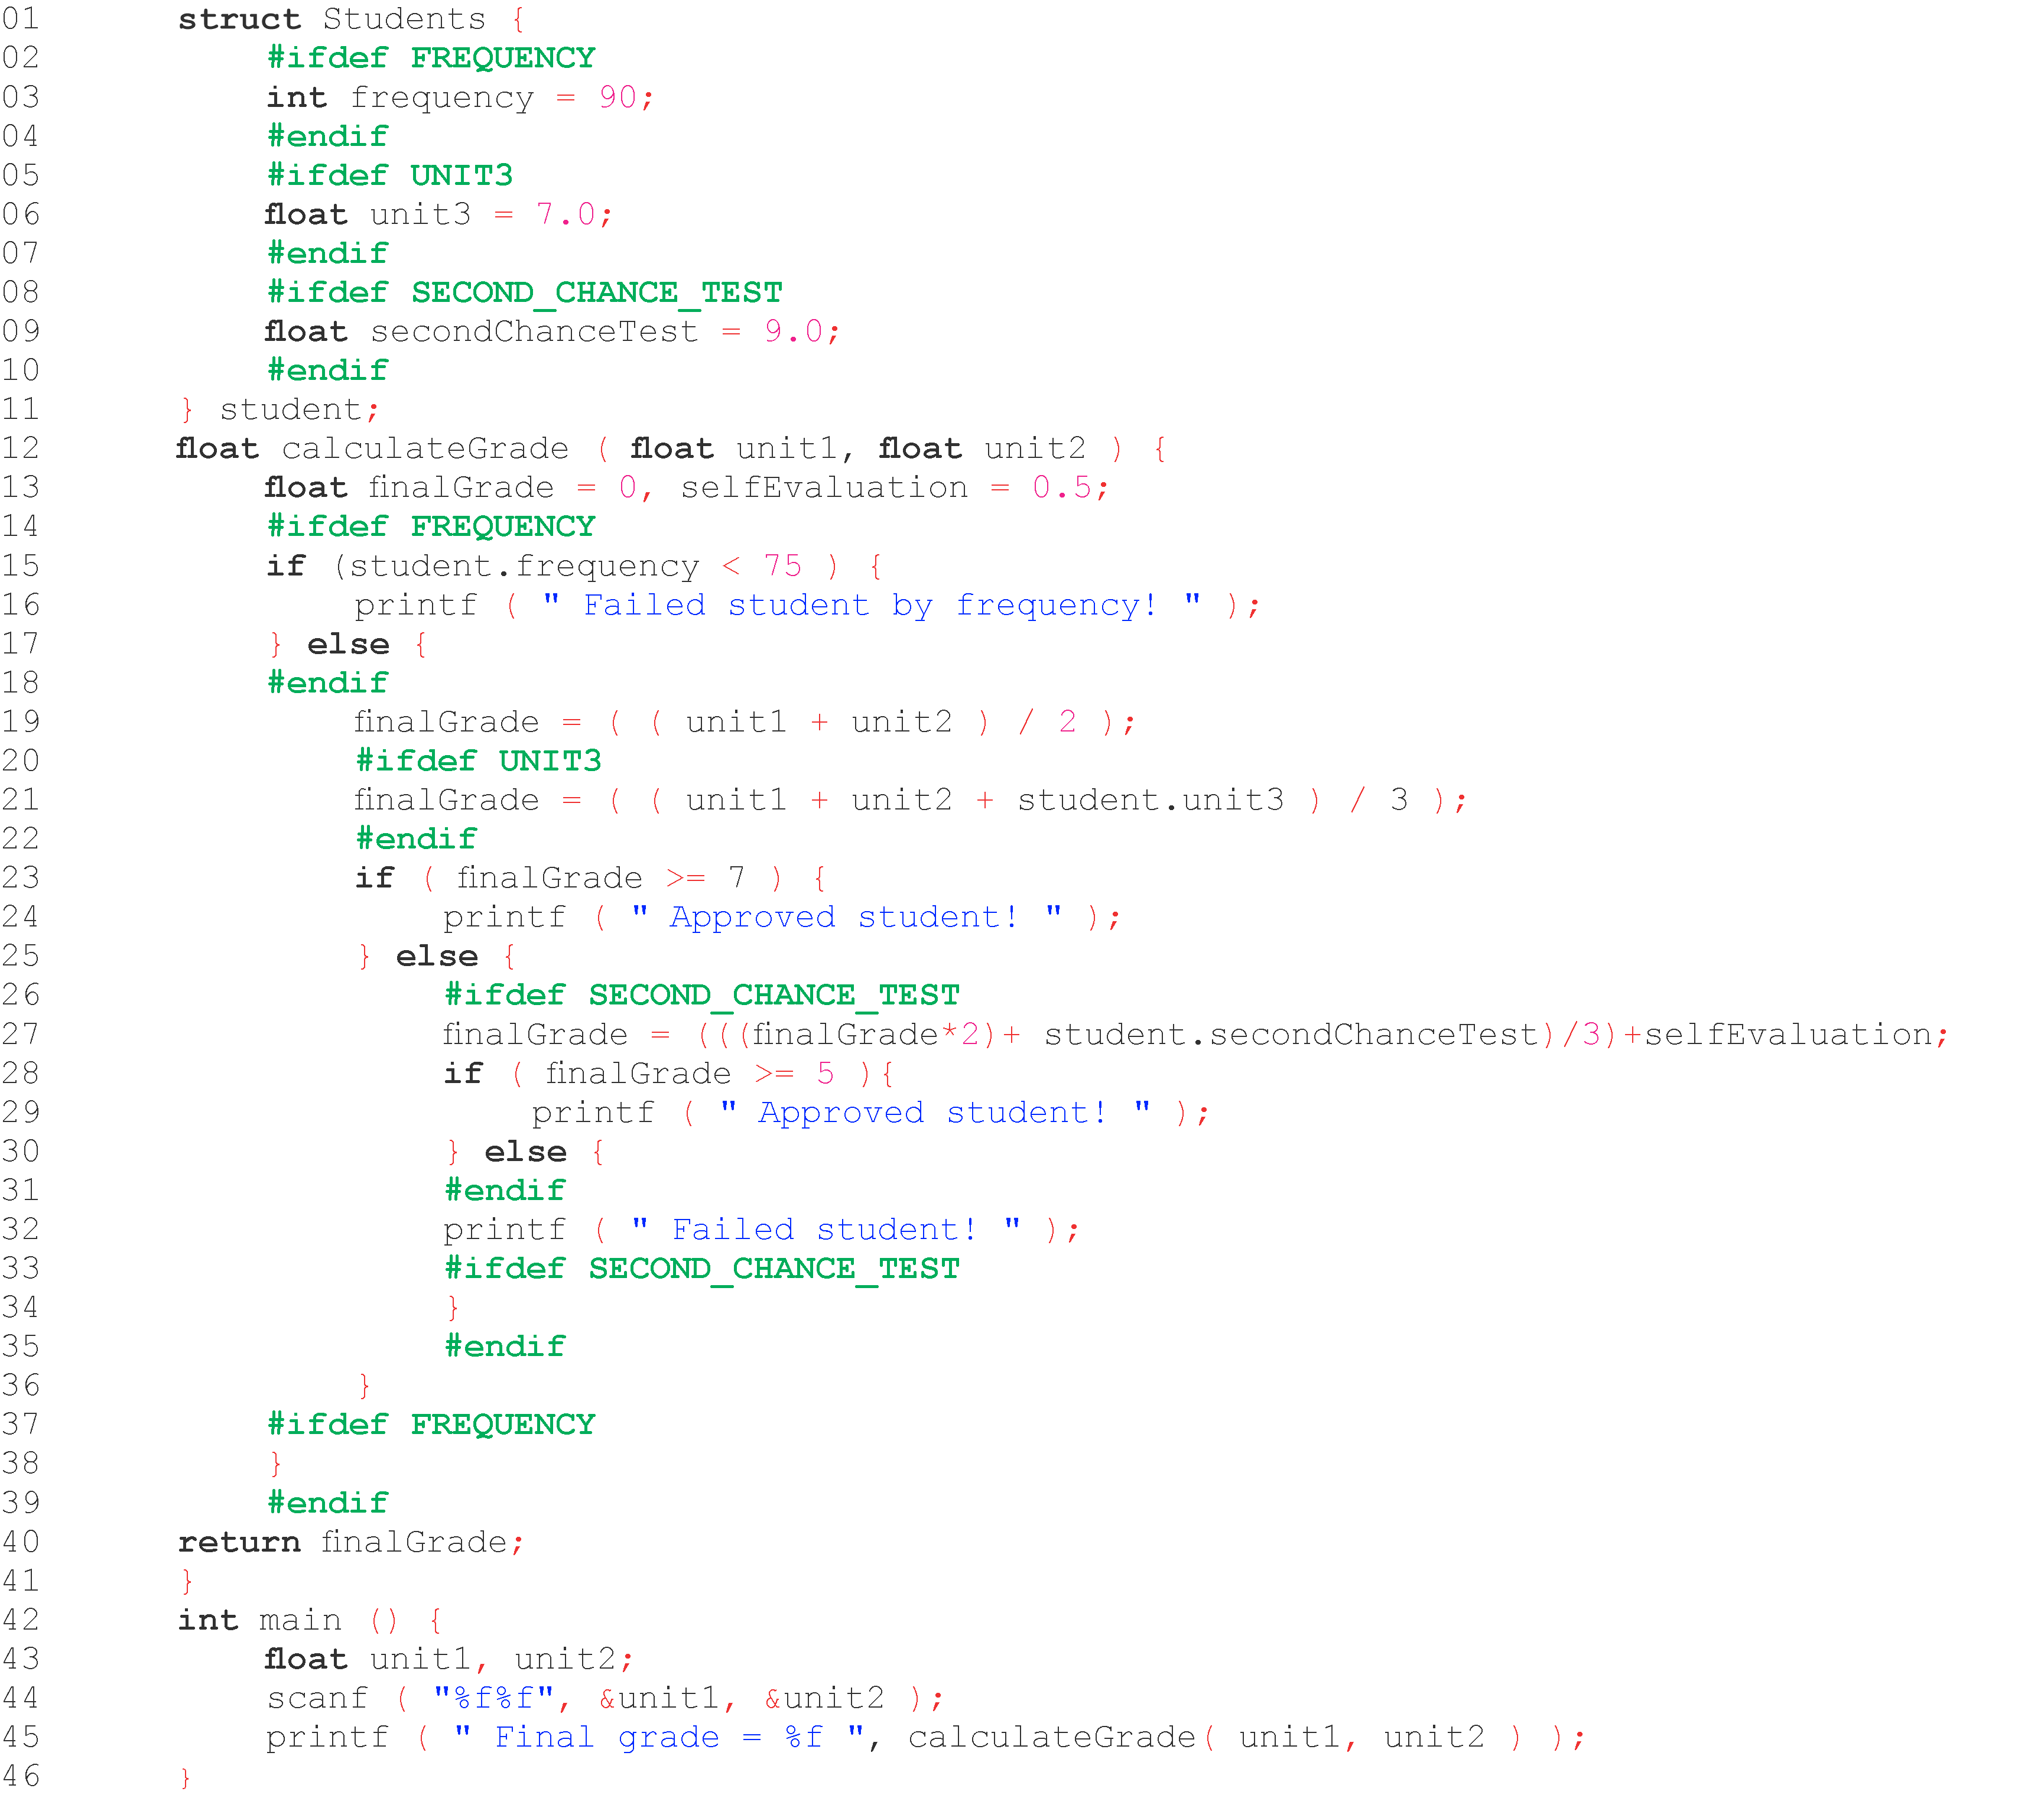 01 struct Students {
02 #ifdef FREQUENCY
03 int frequency = 90;
04 #endif
05 #ifdef UNIT3
06 float unit3 = 7.0;
07 #endif
08 #ifdef SECOND_CHANCE_TEST
09 float secondChanceTest = 9.0;
10 #endif
11 } student;
12 float calculateGrade ( float unit1, float unit2 ) {
13 float finalGrade = 0, selfEvaluation = 0.5;
14 #ifdef FREQUENCY
15 if (student.frequency < 75 ) {
16 printf ( " Failed student by frequency! " );
17 } else {
18 #endif
19 finalGrade = ( ( unit1 + unit2 ) / 2 );
20 #ifdef UNIT3
21 finalGrade = ( ( unit1 + unit2 + student.unit3 ) / 3 );
22 #endif
23 if ( finalGrade >= 7 ) {
24 printf ( " Approved student! " );
25 } else {
26 #ifdef SECOND_CHANCE_TEST
27 finalGrade = (((finalGrade*2)+ student.secondChanceTest)/3)+selfEvaluation;
28 if ( finalGrade >= 5 ){
29 printf ( " Approved student! " );
30 } else {
31 #endif
32 printf ( " Failed student! " );
33 #ifdef SECOND_CHANCE_TEST
34 }
35 #endif
36 }
37 #ifdef FREQUENCY
38 }
39 #endif
40 return finalGrade;
41 }
42 int main () {
43 float unit1, unit2;
44 scanf ( "%f%f", &unit1, &unit2 );
45 printf ( " Final grade = %f ", calculateGrade( unit1, unit2 ) );
46 }